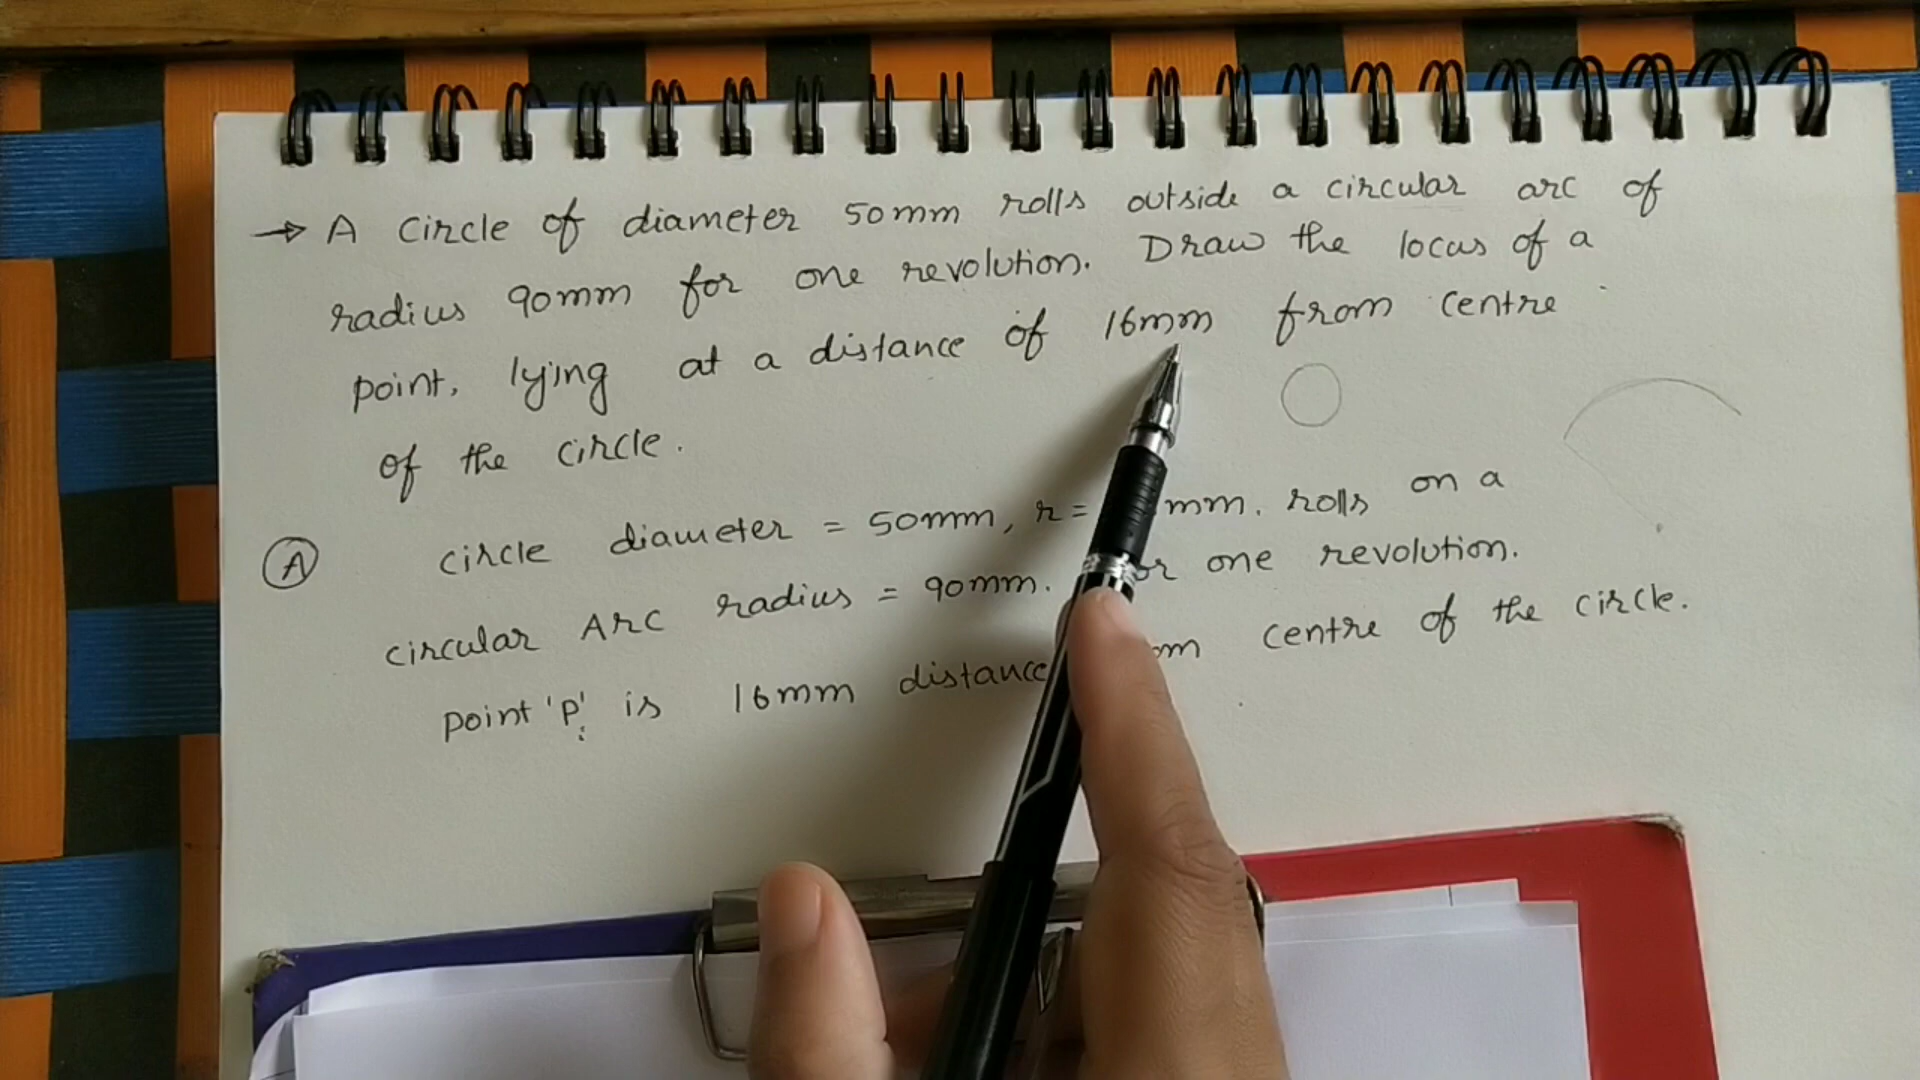 → A circle of diameter 50mm rolls outside a circular arc of
radius 90mm for one revolution. Draw the locus of a
point, lying at a distance of 16mm from centre
of the circle.
A circle diameter = 50mm, r = mm. rolls on a
circular Arc radius = 90mm. one revolution.
point 'p' is 16mm distance centre of the circle.